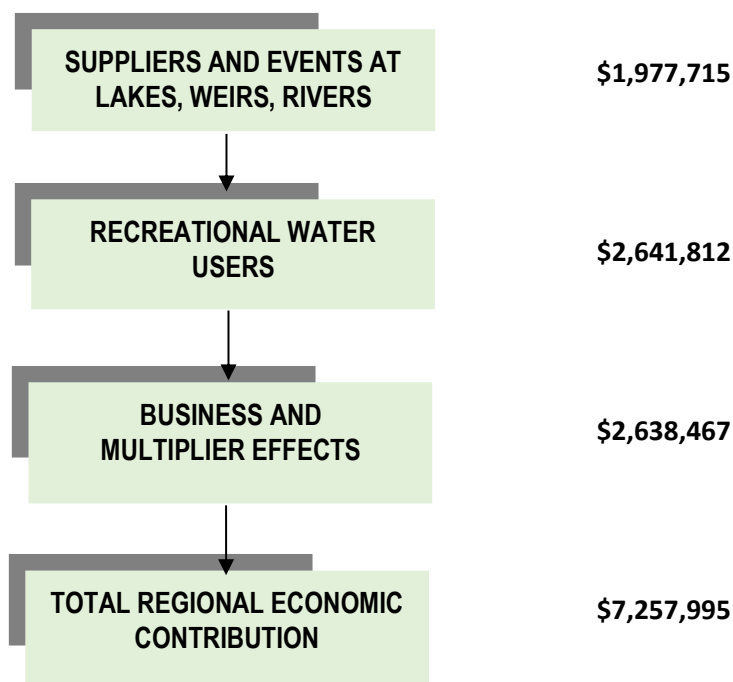 SUPPLIERS AND EVENTS AT
LAKES, WEIRS, RIVERS
$1,977,715
RECREATIONAL WATER
USERS
$2,641,812
BUSINESS AND
MULTIPLIER EFFECTS
$2,638,467
TOTAL REGIONAL ECONOMIC
CONTRIBUTION
$7,257,995